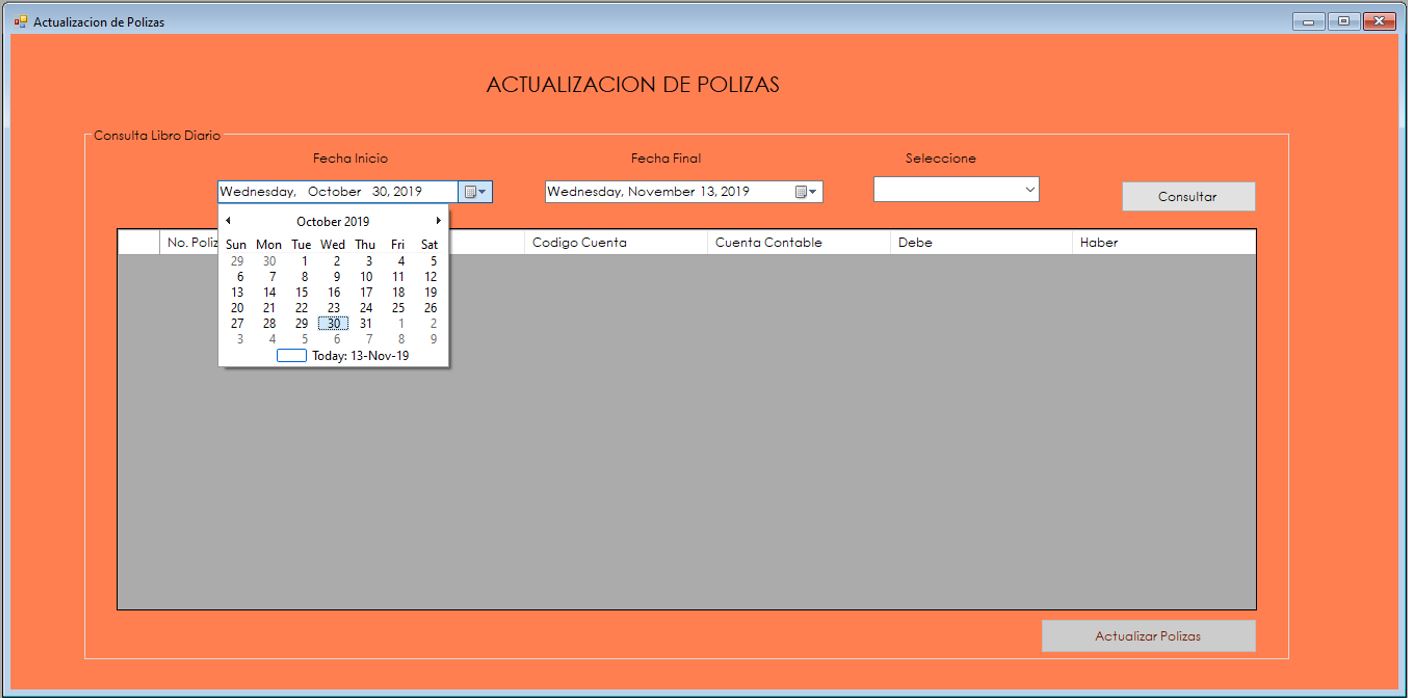 Actualizacion de Polizas
ACTUALIZACION DE POLIZAS
Consulta Libro Diario
Fecha Inicio Fecha Final Seleccione
Wednesday, October 30, 2019 Wednesday, November 13, 2019
Consultar
October 2019
No. Poliz Codigo Cuenta Cuenta Contable Debe Haber
Sun Mon Tue Wed Thu Fri Sat
29 30 1 2 3 4 5
6 7 8 9 10 11 12
13 14 15 16 17 18 19
20 21 22 23 24 25 26
27 28 29 30 31 1 2
3 4 5 6 7 8 9
Today: 13-Nov-19
Actualizar Polizas